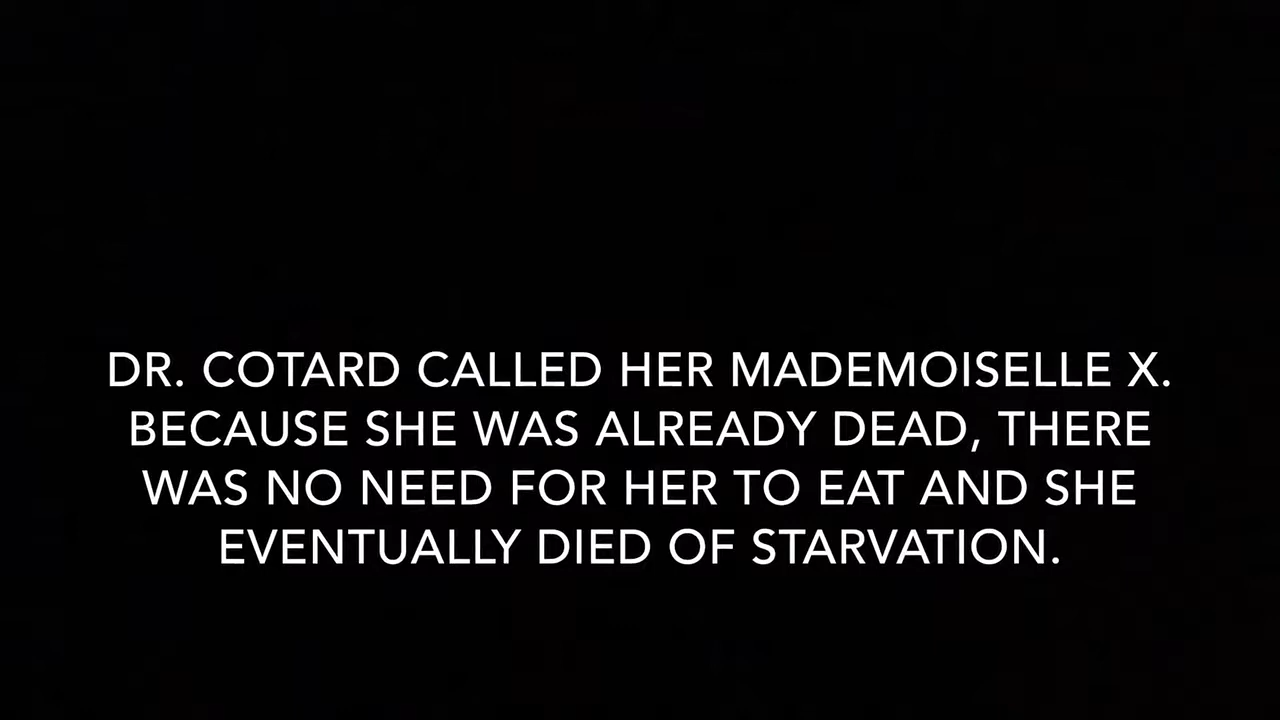 DR. COTARD CALLED HER MADEMOISELLE X.
BECAUSE SHE WAS ALREADY DEAD, THERE
WAS NO NEED FOR HER TO EAT AND SHE
EVENTUALLY DIED OF STARVATION.